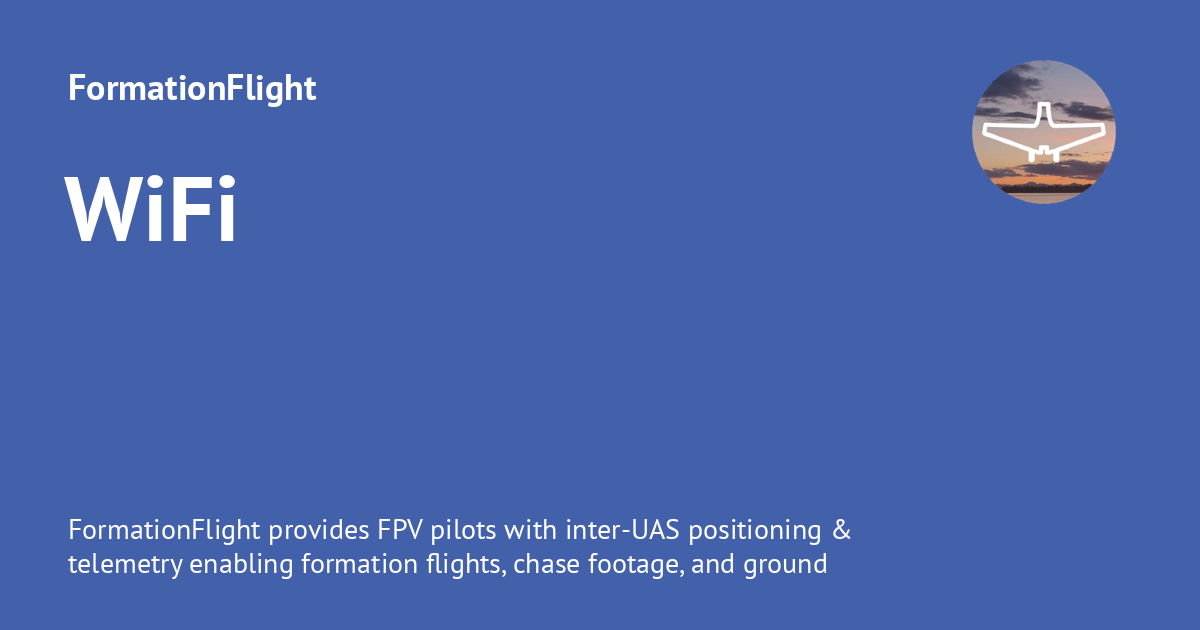 FormationFlight
WiFi
FormationFlight provides FPV pilots with inter-UAS positioning &
telemetry enabling formation flights, chase footage, and ground